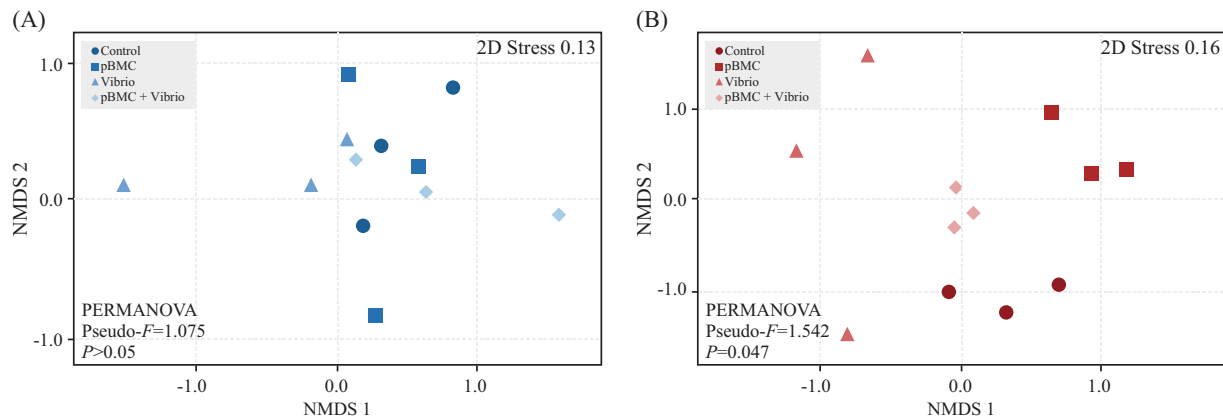 (A)
2D Stress 0.13
Control
pBMC
Vibrio
pBMC + Vibrio
1.0
0.0
-1.0
NMDS 2
PERMANOVA
Pseudo-F=1.075
P>0.05
-1.0
0.0
1.0
NMDS 1
(B)
2D Stress 0.16
Control
pBMC
Vibrio
pBMC + Vibrio
1.0
0.0
-1.0
NMDS 2
PERMANOVA
Pseudo-F=1.542
P=0.047
-1.0
0.0
1.0
NMDS 1